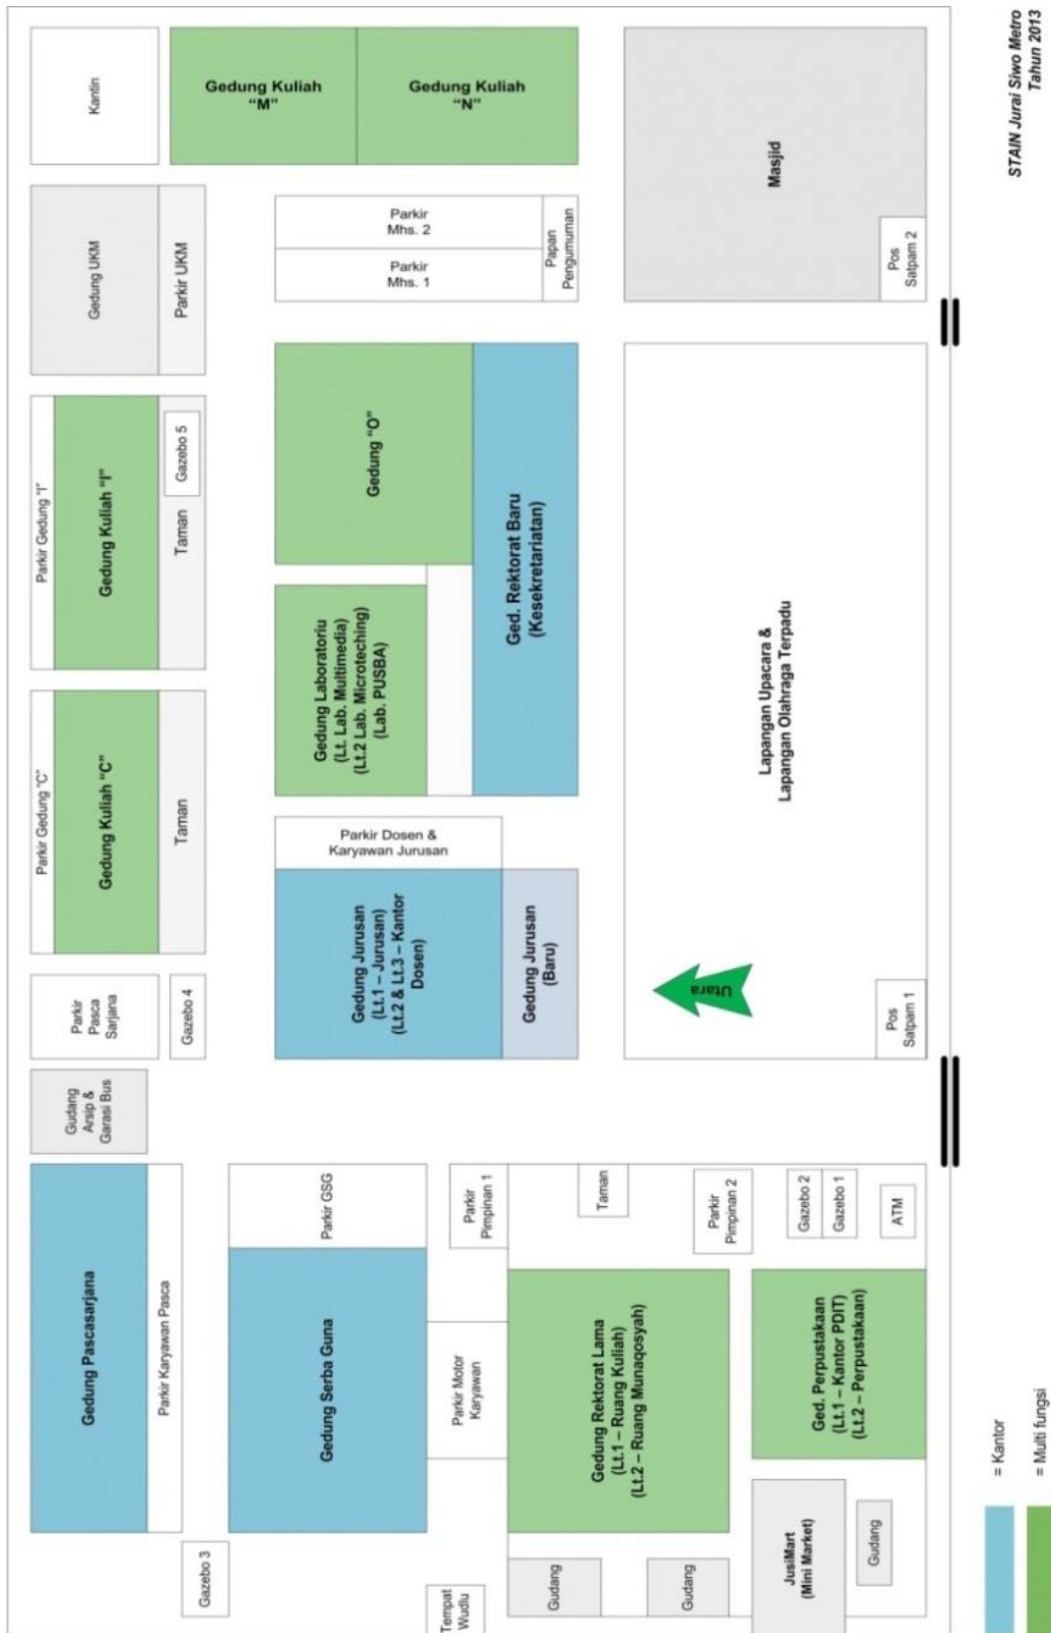 STAIN Jurai Siwo Metro
Tahun 2013
Kantin
Gedung Kuliah
"M"
Gedung Kuliah
"N"
Masjid
Pos
Satpam 2
Gedung UKM
Parkir UKM
Parkir
Mhs. 2
Parkir
Mhs. 1
Papan
Pengumuman
Parkir Gedung "I"
Gedung Kuliah "I"
Taman
Gazebo 5
Gedung "O"
Ged. Rektorat Baru
(Kesekretariatan)
Gedung Laboratoriu
(Lt. Lab. Multimedia)
(Lt.2 Lab. Microteching)
(Lab. PUSBA)
Lapangan Upacara &
Lapangan Olahraga Terpadu
Parkir Gedung "C"
Gedung Kuliah "C"
Taman
Parkir Dosen &
Karyawan Jurusan
Gedung Jurusan
(Lt.1 – Jurusan)
(Lt.2 & Lt.3 – Kantor
Dosen)
Gedung Jurusan
(Baru)
Utara
Pos
Satpam 1
Parkir
Pasca
Sarjana
Gazebo 4
Gudang
Arsip &
Garasi Bus
Gedung Pascasarjana
Parkir Karyawan Pasca
Parkir GSG
Gedung Serba Guna
Parkir
Pimpinan 1
Taman
Parkir
Pimpinan 2
Gazebo 2
Gazebo 1
ATM
Parkir Motor
Karyawan
Gedung Rektorat Lama
(Lt.1 – Ruang Kuliah)
(Lt.2 – Ruang Munaqosyah)
Ged. Perpustakaan
(Lt.1 – Kantor PDIT)
(Lt.2 – Perpustakaan)
Gazebo 3
Tempat
Wudlu
Gudang
Gudang
JusiMart
(Mini Market)
Gudang
= Kantor
= Multi fungsi